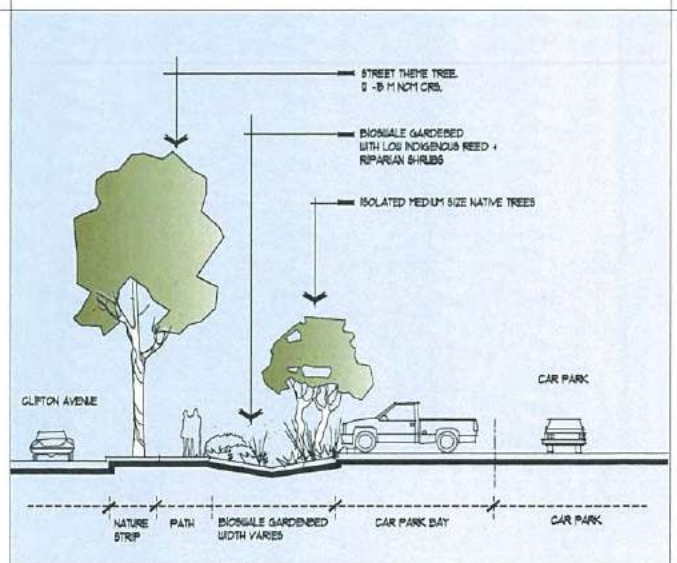 STREET THEME TREE.
BIOSWALE GARDEBED
WITH LOW INDIGENOUS REED +
RIPARIAN SHRUBS
ISOLATED MEDIUM SIZE NATIVE TREES
CAR PARK
CLIFTON AVENUE
NATURE
STRIP
PATH
BIOSWALE GARDENBED
WIDTH VARIES
CAR PARK BAY
CAR PARK